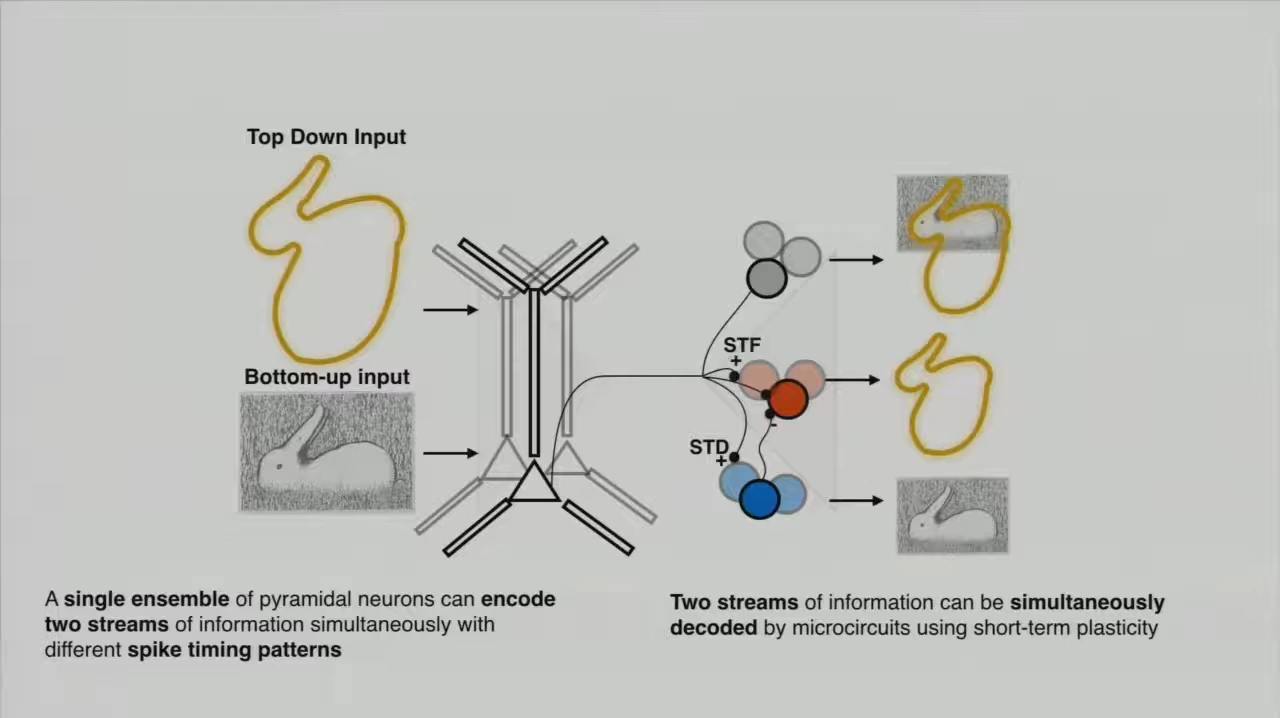 Top Down Input
Bottom-up input
STF
+
-
STD
+
A single ensemble of pyramidal neurons can encode
two streams of information simultaneously with
different spike timing patterns
Two streams of information can be simultaneously
decoded by microcircuits using short-term plasticity